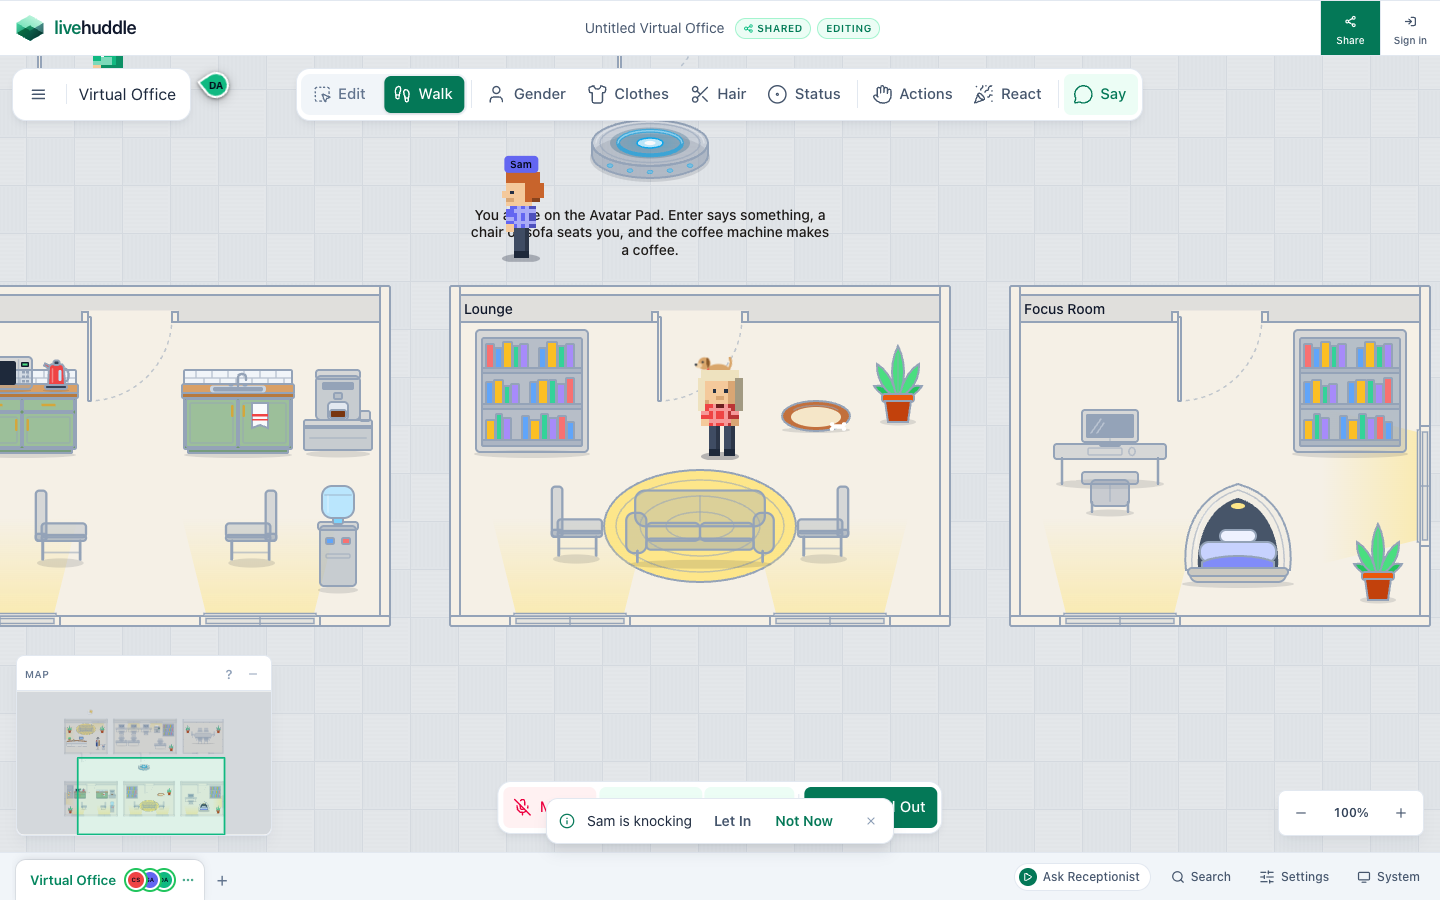 livehuddle
Untitled Virtual Office
SHARED
EDITING
Share
Sign in
Virtual Office
DA
Edit
Walk
Gender
Clothes
Hair
Status
Actions
React
Say
Sam
You a e on the Avatar Pad. Enter says something, a
chair o sofa seats you, and the coffee machine makes
a coffee.
Lounge
Focus Room
MAP
?
Out
Sam is knocking
Let In
Not Now
100%
Virtual Office
CS
Ask Receptionist
Search
Settings
System